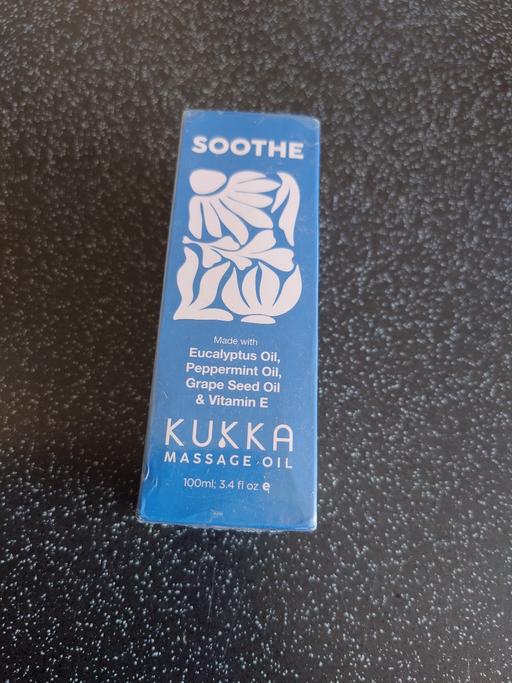 SOOTHE
Made with
Eucalyptus Oil,
Peppermint Oil,
Grape Seed Oil
& Vitamin E
KUKKA
MASSAGE OIL
100ml; 3.4 fl oz ℮